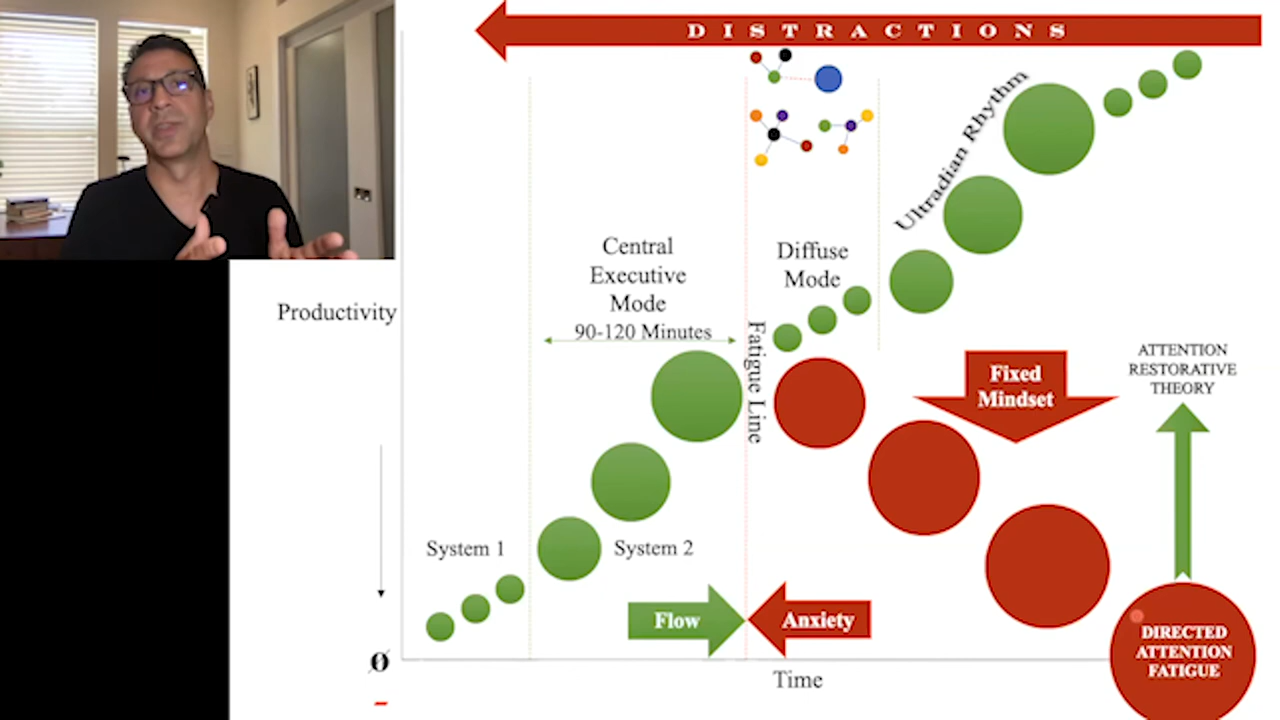 DISTRACTIONS
Ultradian Rhythm
Central
Executive
Mode
90-120 Minutes
Diffuse
Mode
Productivity
Fatigue Line
Fixed
Mindset
ATTENTION
RESTORATIVE
THEORY
System 1
System 2
Flow
Anxiety
DIRECTED
ATTENTION
FATIGUE
0
-
Time